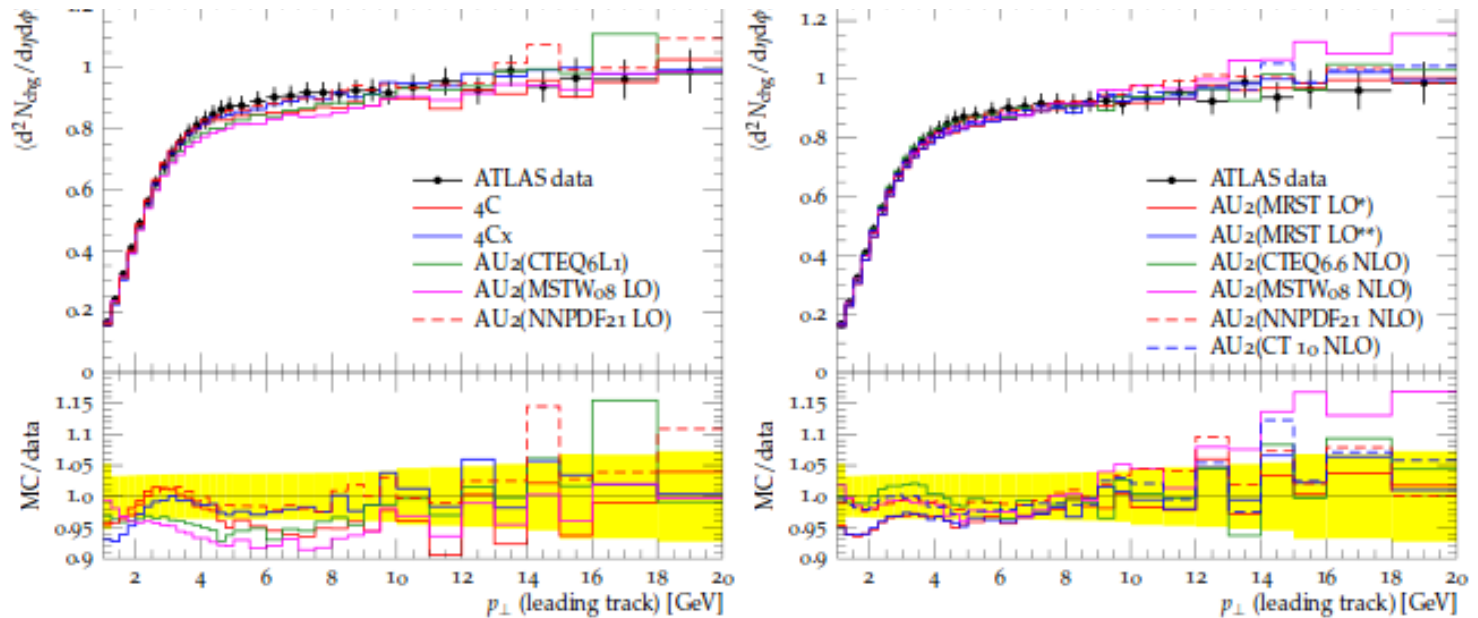 1.2
1
0.8
0.6
0.4
0.2
0
⟨d² N_chg / dηdϕ⟩
ATLAS data
4C
4Cx
AU2(CTEQ6L1)
AU2(MSTW08 LO)
AU2(NNPDF21 LO)
1.15
1.1
1.05
1.0
0.95
0.9
MC/data
2 4 6 8 10 12 14 16 18 20
p⊥ (leading track) [GeV]
1.2
1
0.8
0.6
0.4
0.2
0
⟨d² N_chg / dηdϕ⟩
ATLAS data
AU2(MRST LO*)
AU2(MRST LO**)
AU2(CTEQ6.6 NLO)
AU2(MSTW08 NLO)
AU2(NNPDF21 NLO)
AU2(CT 10 NLO)
1.15
1.1
1.05
1.0
0.95
0.9
MC/data
2 4 6 8 10 12 14 16 18 20
p⊥ (leading track) [GeV]